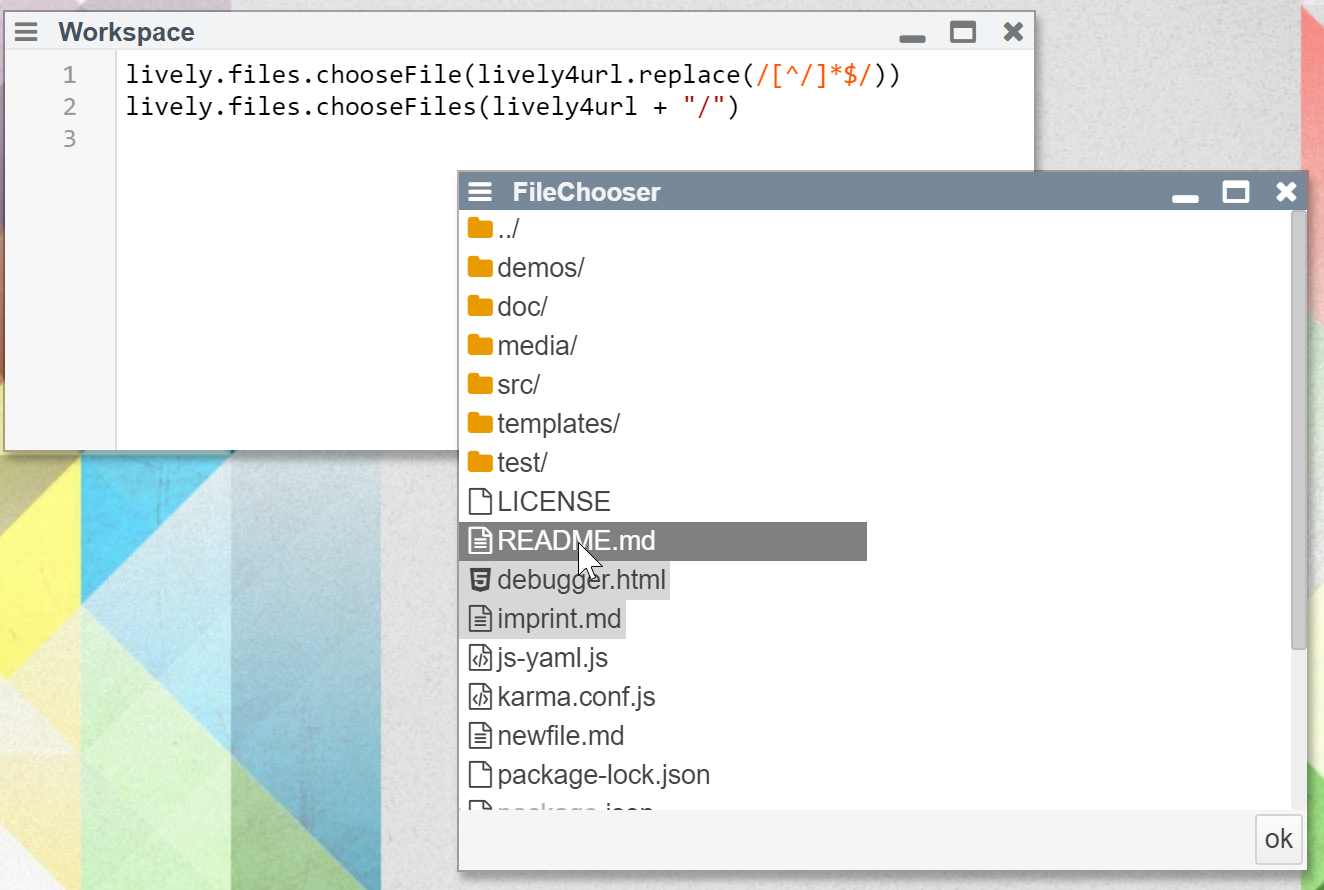 Workspace
1 lively.files.chooseFile(lively4url.replace(/[^/]*$/))
2 lively.files.chooseFiles(lively4url + "/")
3
FileChooser
../
demos/
doc/
media/
src/
templates/
test/
LICENSE
README.md
debugger.html
imprint.md
js-yaml.js
karma.conf.js
newfile.md
package-lock.json
package.json
ok